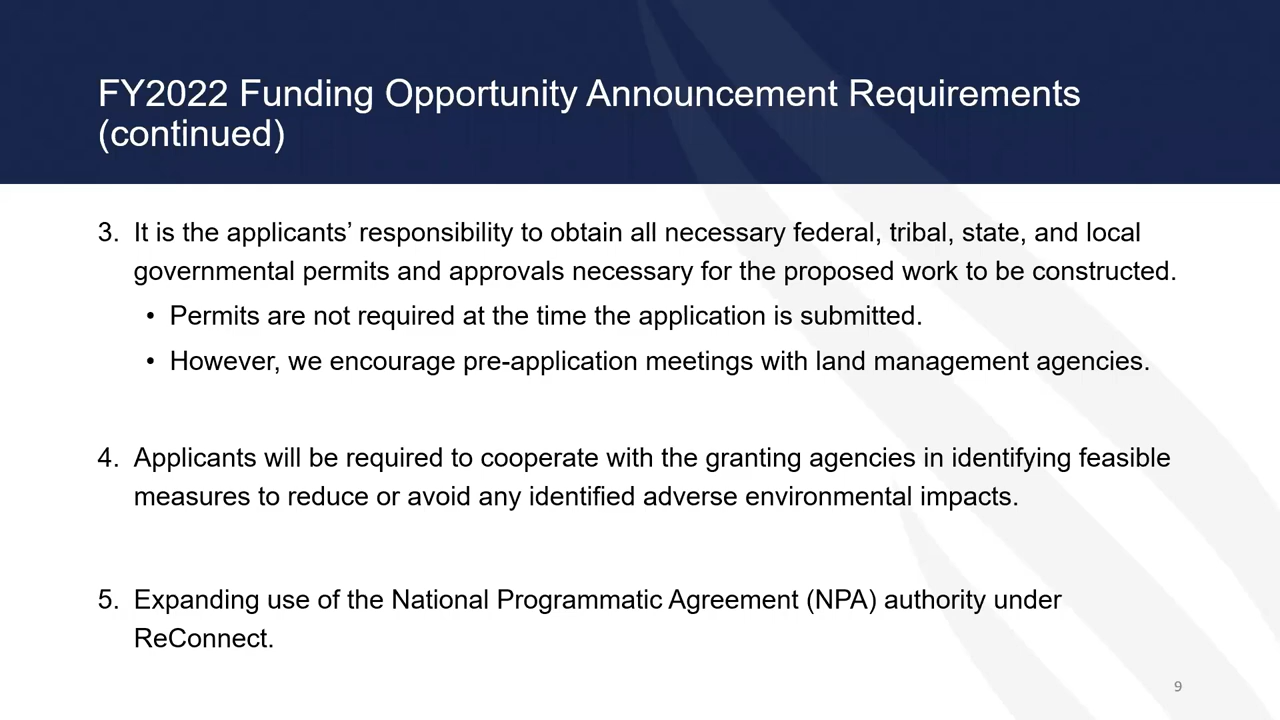 FY2022 Funding Opportunity Announcement Requirements
(continued)
3. It is the applicants’ responsibility to obtain all necessary federal, tribal, state, and local
governmental permits and approvals necessary for the proposed work to be constructed.
• Permits are not required at the time the application is submitted.
• However, we encourage pre-application meetings with land management agencies.
4. Applicants will be required to cooperate with the granting agencies in identifying feasible
measures to reduce or avoid any identified adverse environmental impacts.
5. Expanding use of the National Programmatic Agreement (NPA) authority under
ReConnect.
9